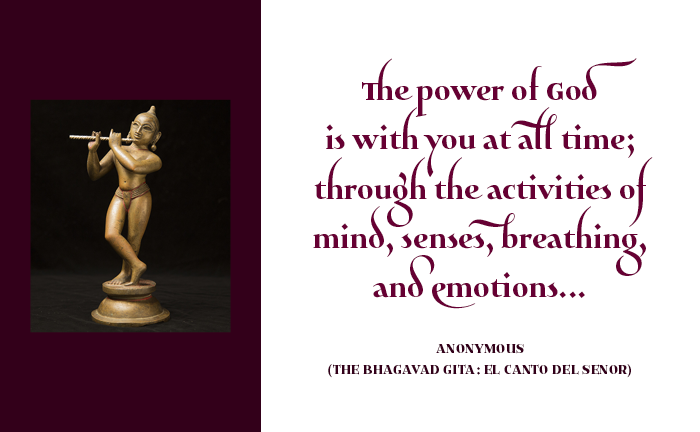 The power of God
is with you at all time;
through the activities of
mind, senses, breathing,
and emotions...
ANONYMOUS
(THE BHAGAVAD GITA: EL CANTO DEL SENOR)